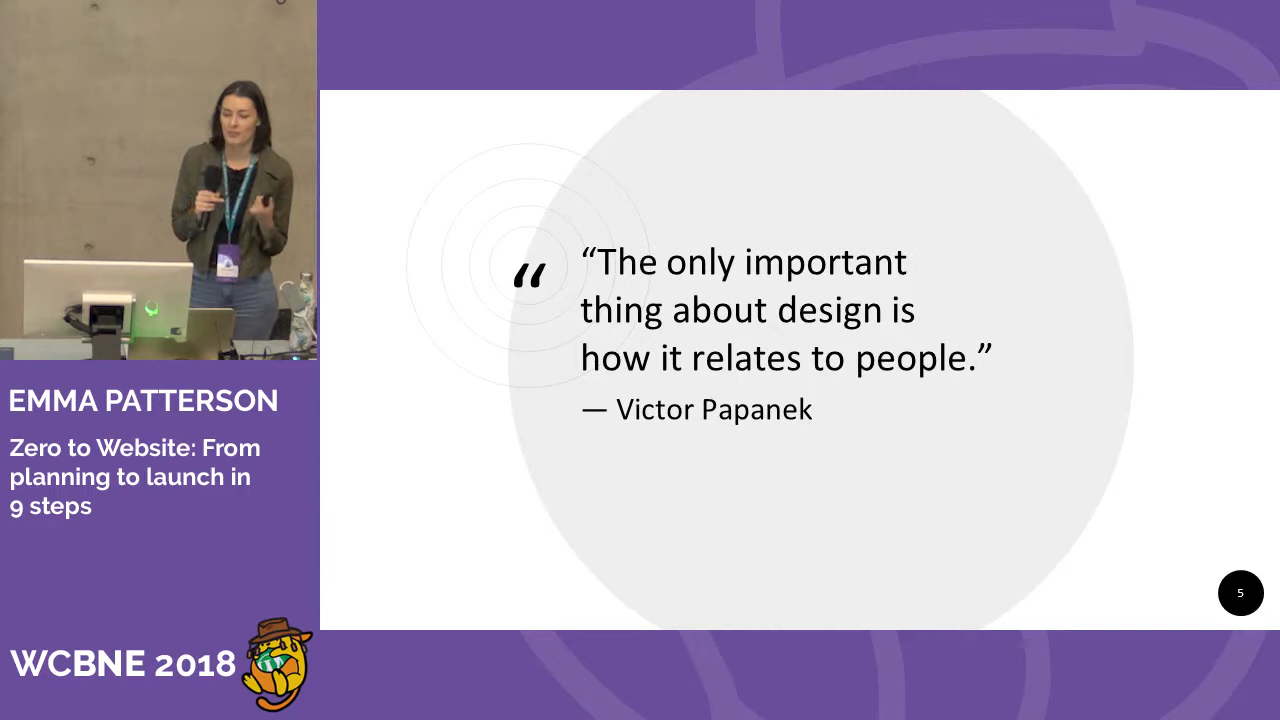 EMMA PATTERSON
Zero to Website: From
planning to launch in
9 steps
WCBNE 2018
“
“The only important
thing about design is
how it relates to people.”
— Victor Papanek
5